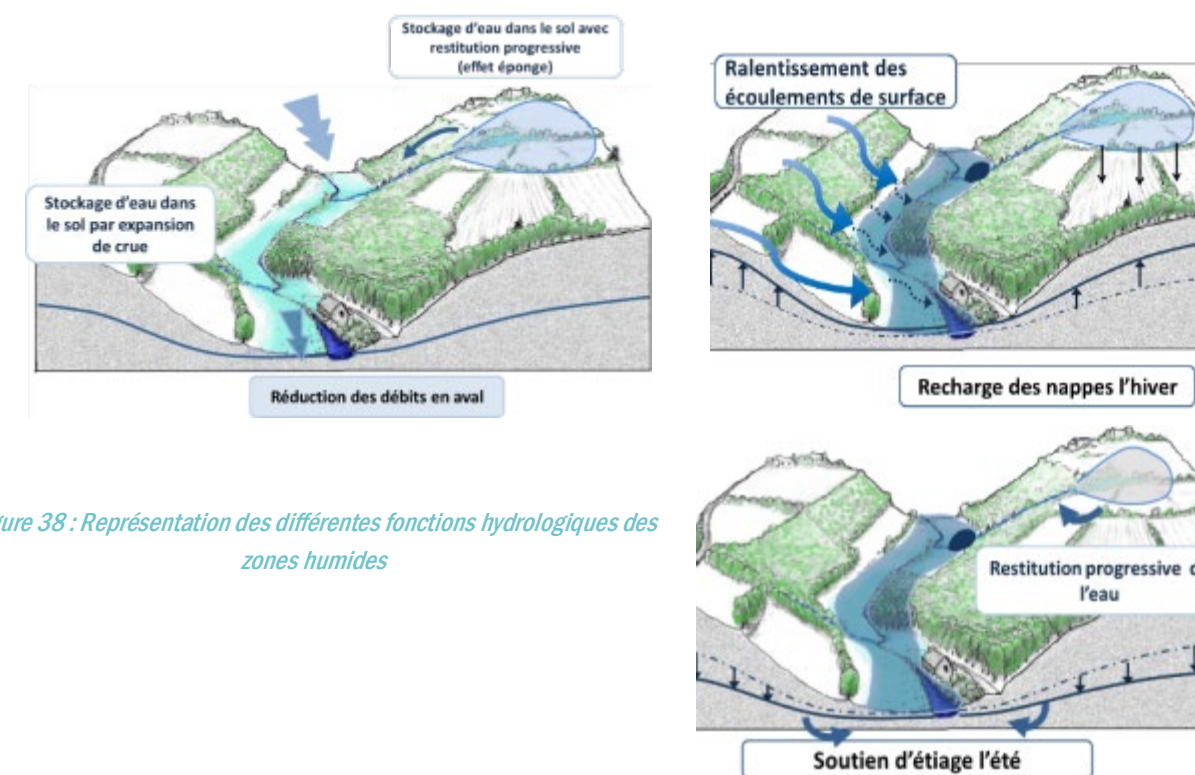 Stockage d'eau dans le sol avec
restitution progressive
(effet éponge)
Stockage d'eau dans
le sol par expansion
de crue
Réduction des débits en aval
Ralentissement des
écoulements de surface
Recharge des nappes l'hiver
Restitution progressive
l'eau
Soutien d'étiage l'été
38 : Représentation des différentes fonctions hydrologiques des
zones humides